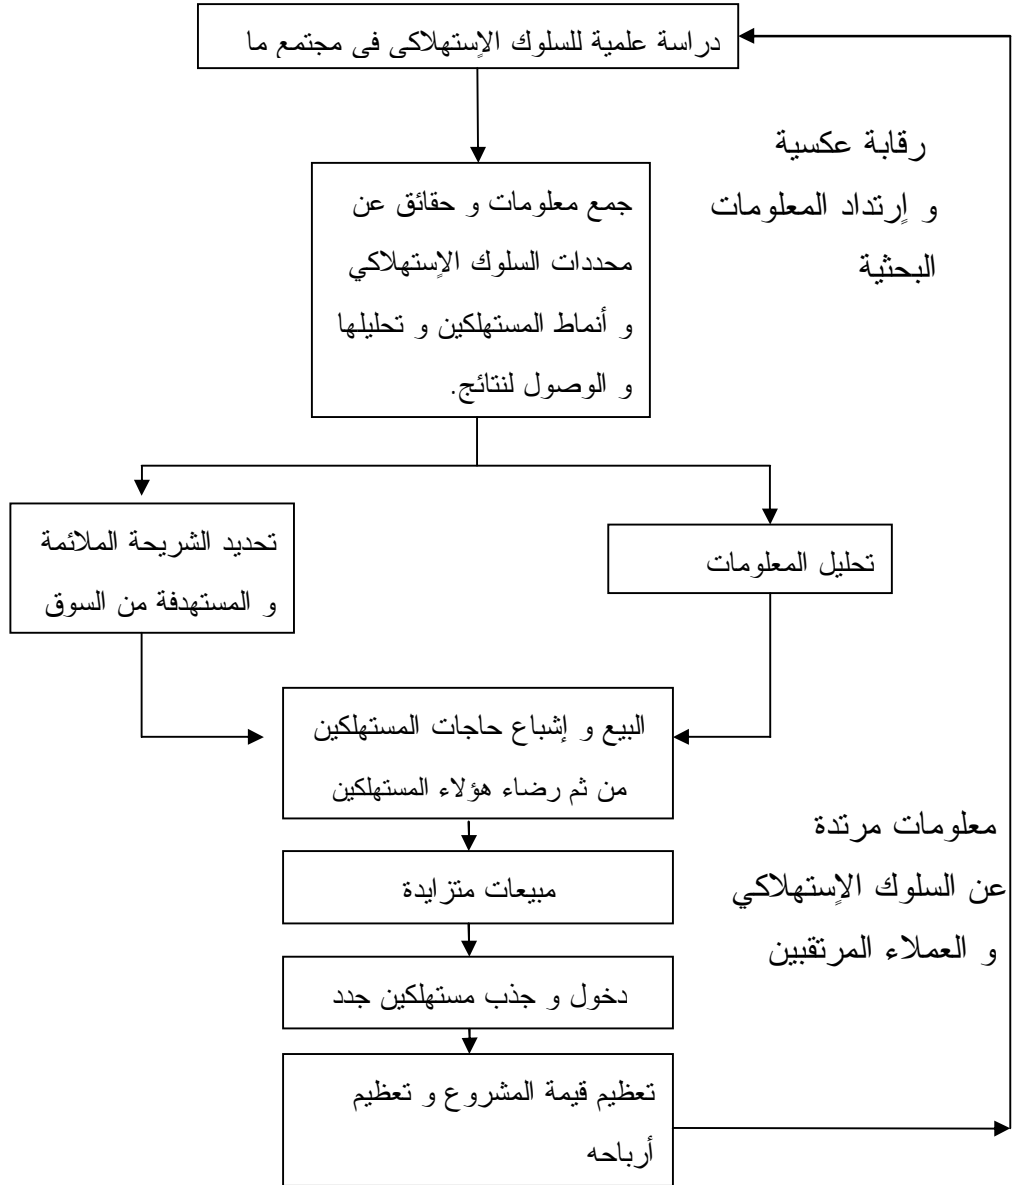 دراسة علمية للسلوك الإستهلاكى فى مجتمع ما
رقابة عكسية
و إرتداد المعلومات
البحثية
جمع معلومات و حقائق عن
محددات السلوك الإستهلاكي
و أنماط المستهلكين و تحليلها
و الوصول لنتائج.
تحليل المعلومات
تحديد الشريحة الملائمة
و المستهدفة من السوق
البيع و إشباع حاجات المستهلكين
من ثم رضاء هؤلاء المستهلكين
معلومات مرتدة
عن السلوك الإستهلاكي
و العملاء المرتقبين
مبيعات متزايدة
دخول و جذب مستهلكين جدد
تعظيم قيمة المشروع و تعظيم
أرباحه